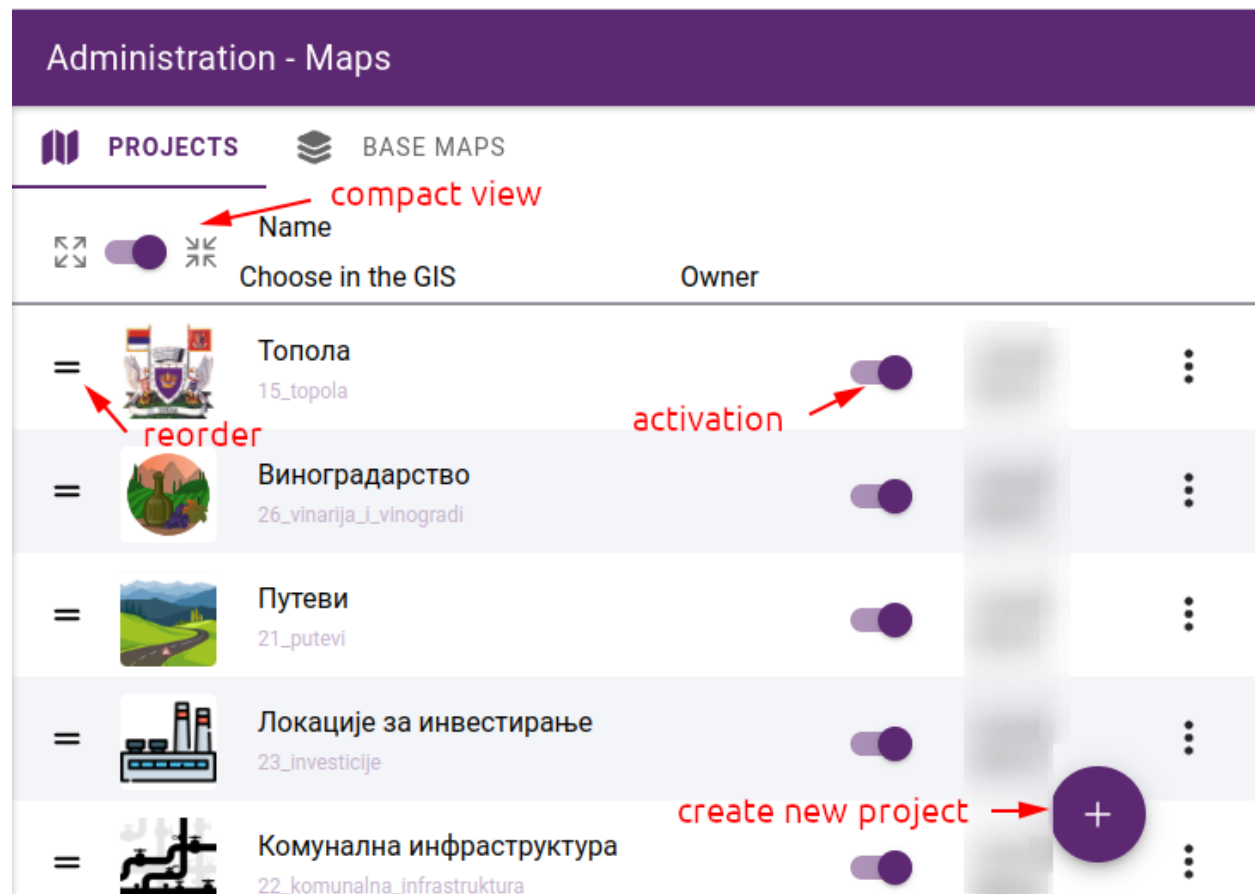 Administration - Maps
PROJECTS BASE MAPS
compact view
Name
Choose in the GIS Owner
Топола
15_topola
activation
reorder
Виноградарство
26_vinarija_i_vinogradi
Путеви
21_putevi
Локације за инвестирање
23_investicije
create new project
Комунална инфраструктура
22_komunalna_infrastruktura